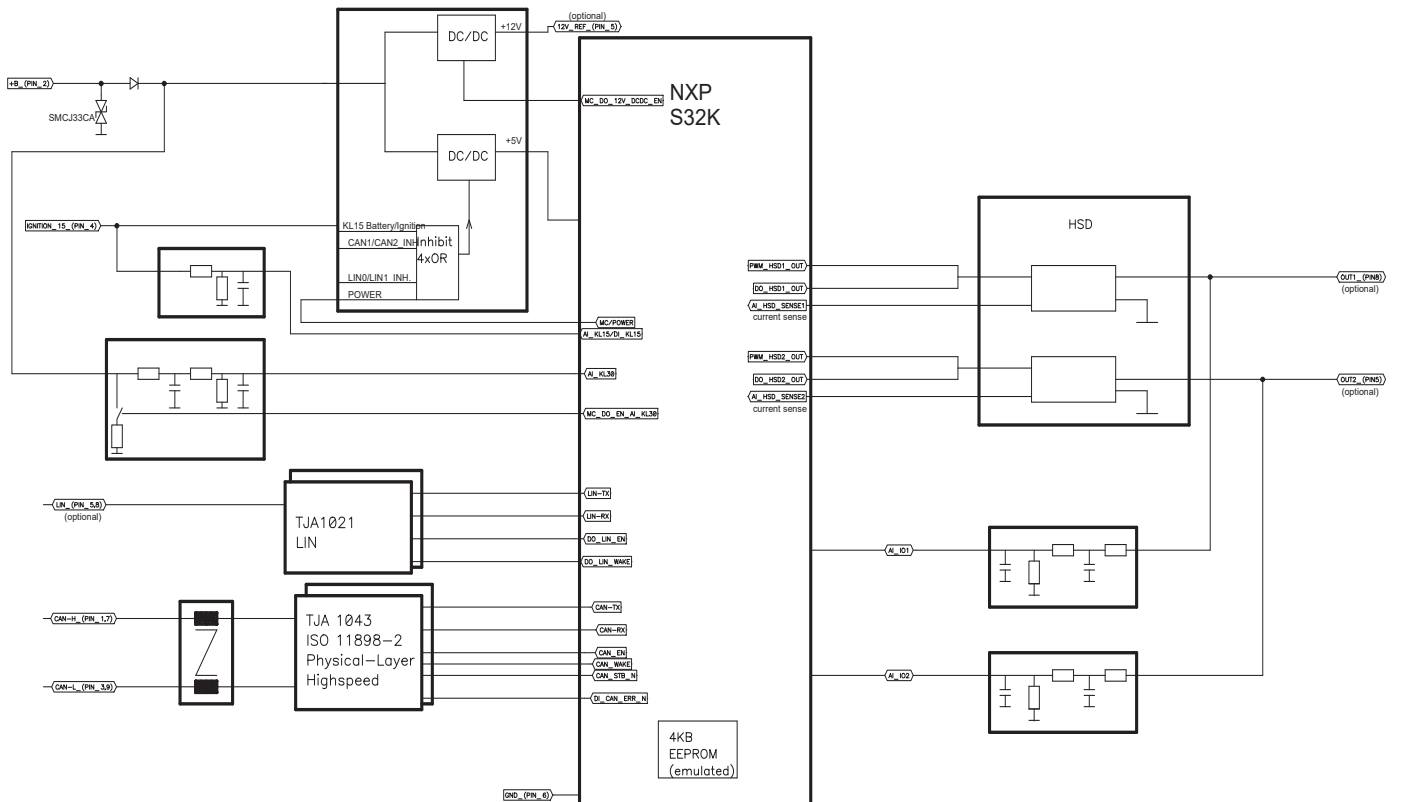 (optional)
12V_REF_(PIN_5)
+12V
DC/DC
+B_(PIN_2)
SMCJ33CA
MC_DO_12V_DCDC_EN
NXP
S32K
+5V
DC/DC
IGNITION_15_(PIN_4)
KL15 Battery/Ignition
CAN1/CAN2_INH
Inhibit
4xOR
LIN0/LIN1 INH.
POWER
MC/POWER
AI_KL15/DI_KL15
AI_KL30
MC_DO_EN_AI_KL30
HSD
PWM_HSD1_OUT
DO_HSD1_OUT
AI_HSD_SENSE1
current sense
OUT1_(PIN8)
(optional)
PWM_HSD2_OUT
DO_HSD2_OUT
AI_HSD_SENSE2
current sense
OUT2_(PIN5)
(optional)
LIN_(PIN_5,8)
(optional)
TJA1021
LIN
LIN-TX
LIN-RX
DO_LIN_EN
DO_LIN_WAKE
AI_IO1
CAN-H_(PIN_1,7)
CAN-L_(PIN_3,9)
TJA 1043
ISO 11898-2
Physical-Layer
Highspeed
CAN-TX
CAN-RX
CAN_EN
CAN_WAKE
CAN_STB_N
DI_CAN_ERR_N
AI_IO2
4KB
EEPROM
(emulated)
GND_(PIN_6)